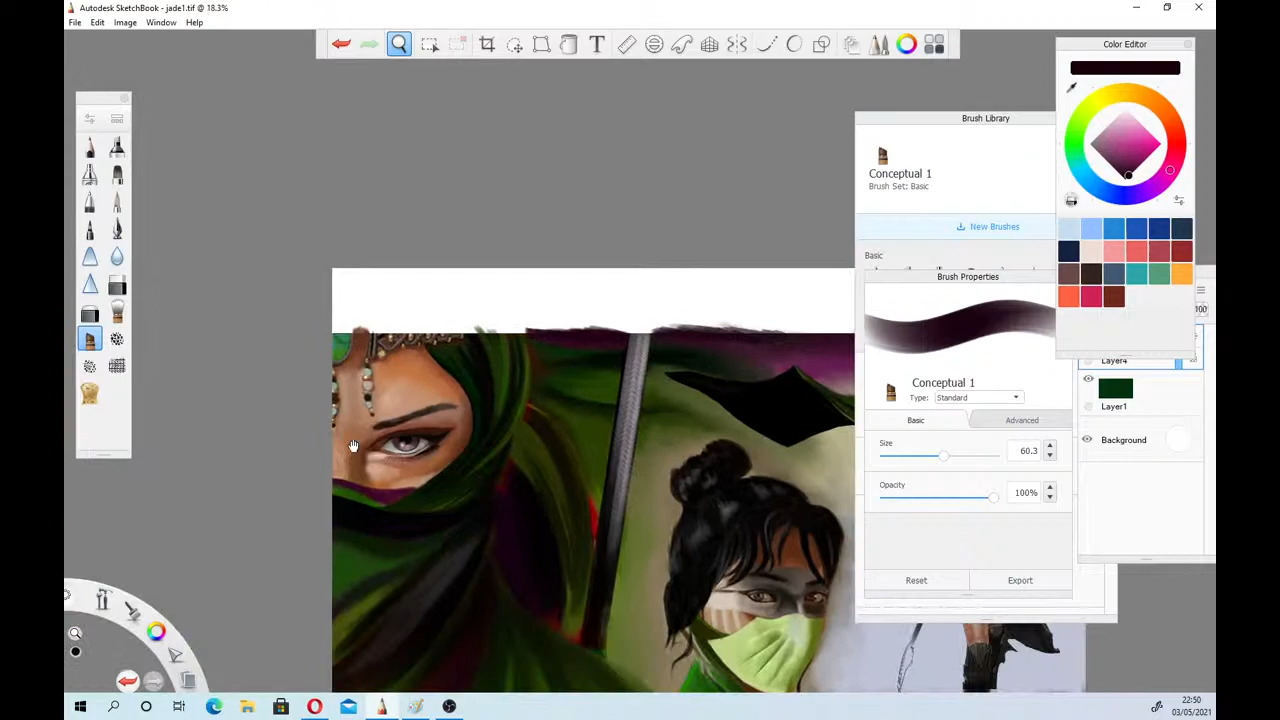 Autodesk SketchBook - jade1.tif @ 18.3%
File Edit Image Window Help
Color Editor
Brush Library
Conceptual 1
Brush Set: Basic
New Brushes
Basic
Brush Properties
100
Layer4
Conceptual 1
Type: Standard
Layer1
Basic Advanced
Background
Size 60.3
Opacity 100%
Reset Export
22:50
03/05/2021